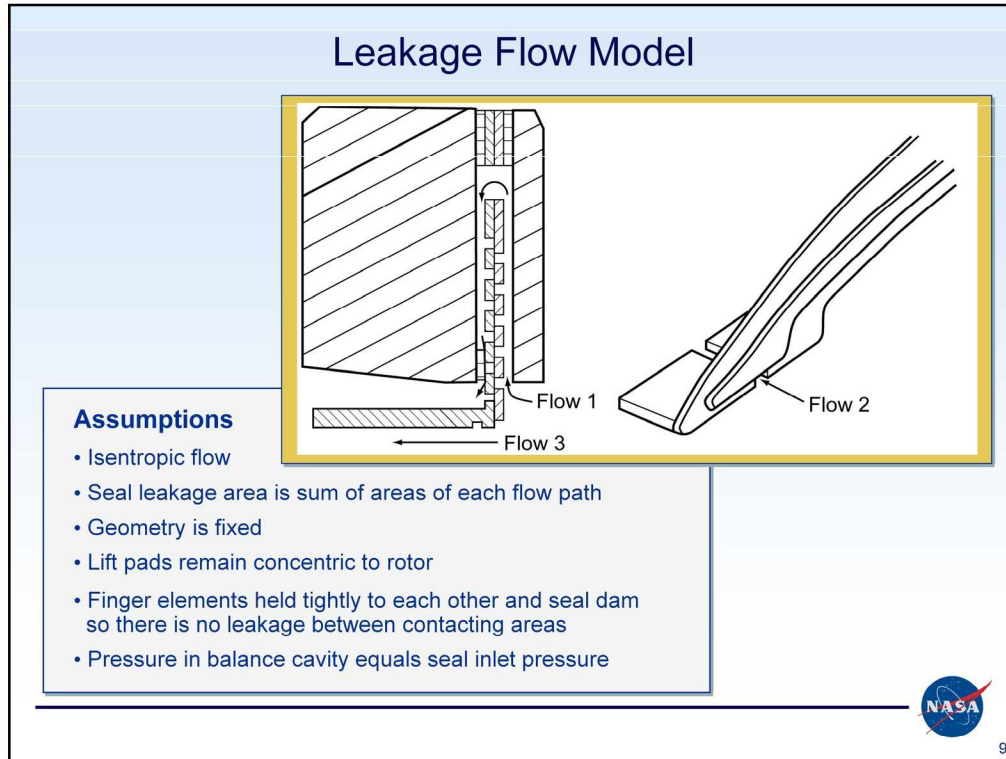 Leakage Flow Model
Flow 1
Flow 2
Flow 3
Assumptions
• Isentropic flow
• Seal leakage area is sum of areas of each flow path
• Geometry is fixed
• Lift pads remain concentric to rotor
• Finger elements held tightly to each other and seal dam
so there is no leakage between contacting areas
• Pressure in balance cavity equals seal inlet pressure
NASA
9